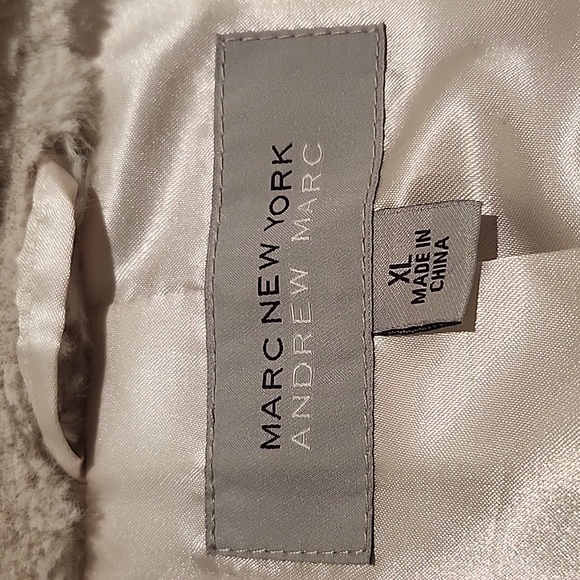 MARC NEW YORK
ANDREW MARC
XL
MADE IN
CHINA